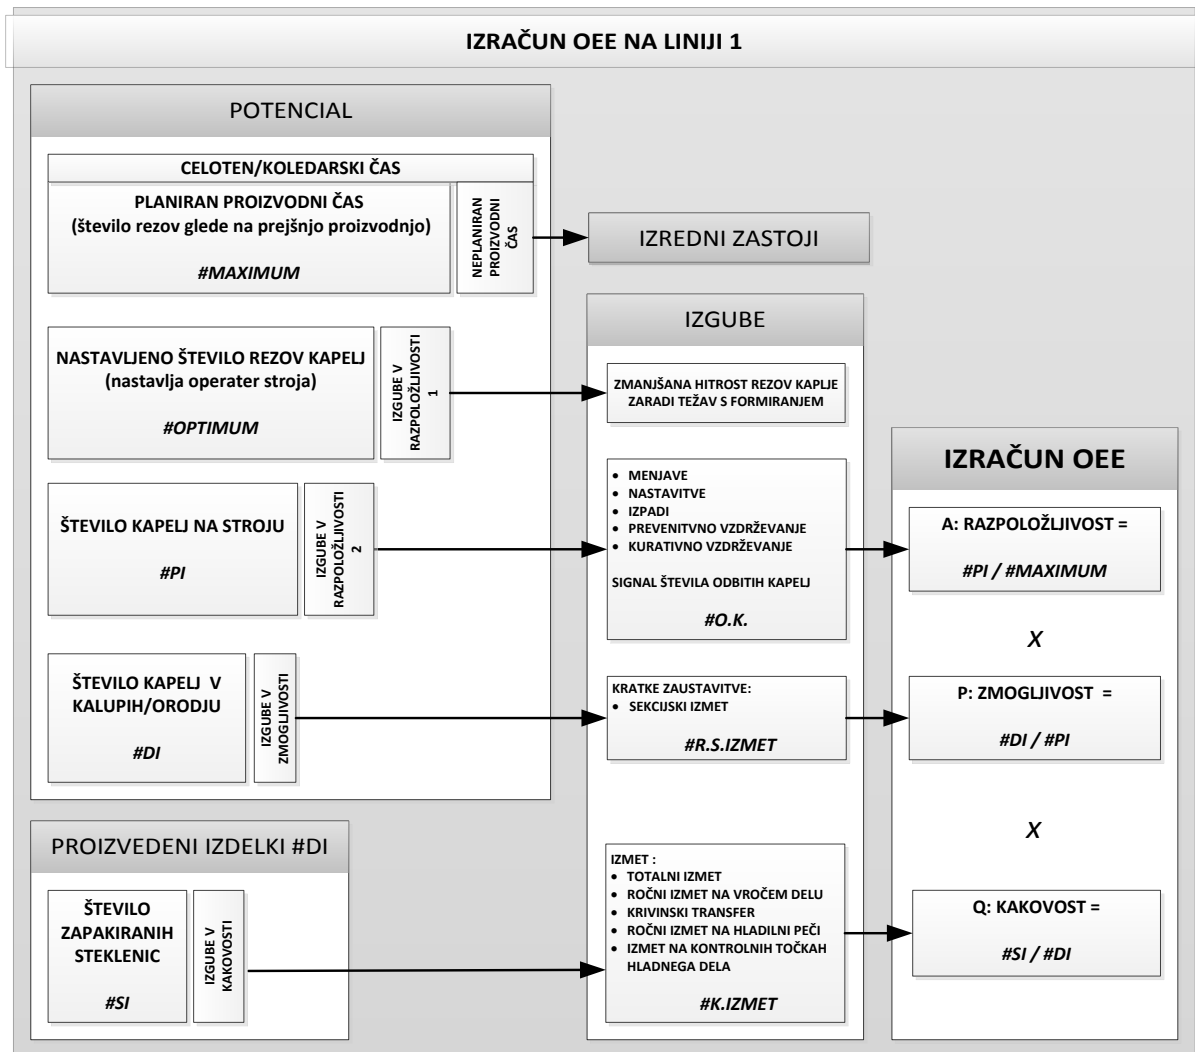 IZRAČUN OEE NA LINIJI 1
POTENCIAL
CELOTEN/KOLEDARSKI ČAS
PLANIRAN PROIZVODNI ČAS
(število rezov glede na prejšnjo proizvodnjo)
#MAXIMUM
NEPLANIRAN
PROIZVODNI
ČAS
IZREDNI ZASTOJI
NASTAVLJENO ŠTEVILO REZOV KAPELJ
(nastavlja operater stroja)
#OPTIMUM
IZGUBE V
RAZPOLOŽLJIVOSTI
1
ŠTEVILO KAPELJ NA STROJU
#PI
IZGUBE V
RAZPOLOŽLJIVOSTI
2
ŠTEVILO KAPELJ V
KALUPIH/ORODJU
#DI
IZGUBE V
ZMOGLJIVOSTI
PROIZVEDENI IZDELKI #DI
ŠTEVILO
ZAPAKIRANIH
STEKLENIC
#SI
IZGUBE V
KAKOVOSTI
IZGUBE
ZMANJŠANA HITROST REZOV KAPLJE
ZARADI TEŽAV S FORMIRANJEM
• MENJAVE
• NASTAVITVE
• IZPADI
• PREVENITVNO VZDRŽEVANJE
• KURATIVNO VZDRŽEVANJE
SIGNAL ŠTEVILA ODBITIH KAPELJ
#O.K.
KRATKE ZAUSTAVITVE:
• SEKCIJSKI IZMET
#R.S.IZMET
IZMET :
• TOTALNI IZMET
• ROČNI IZMET NA VROČEM DELU
• KRIVINSKI TRANSFER
• ROČNI IZMET NA HLADILNI PEČI
• IZMET NA KONTROLNIH TOČKAH
HLADNEGA DELA
#K.IZMET
IZRAČUN OEE
A: RAZPOLOŽLJIVOST =
#PI / #MAXIMUM
X
P: ZMOGLJIVOST =
#DI / #PI
X
Q: KAKOVOST =
#SI / #DI